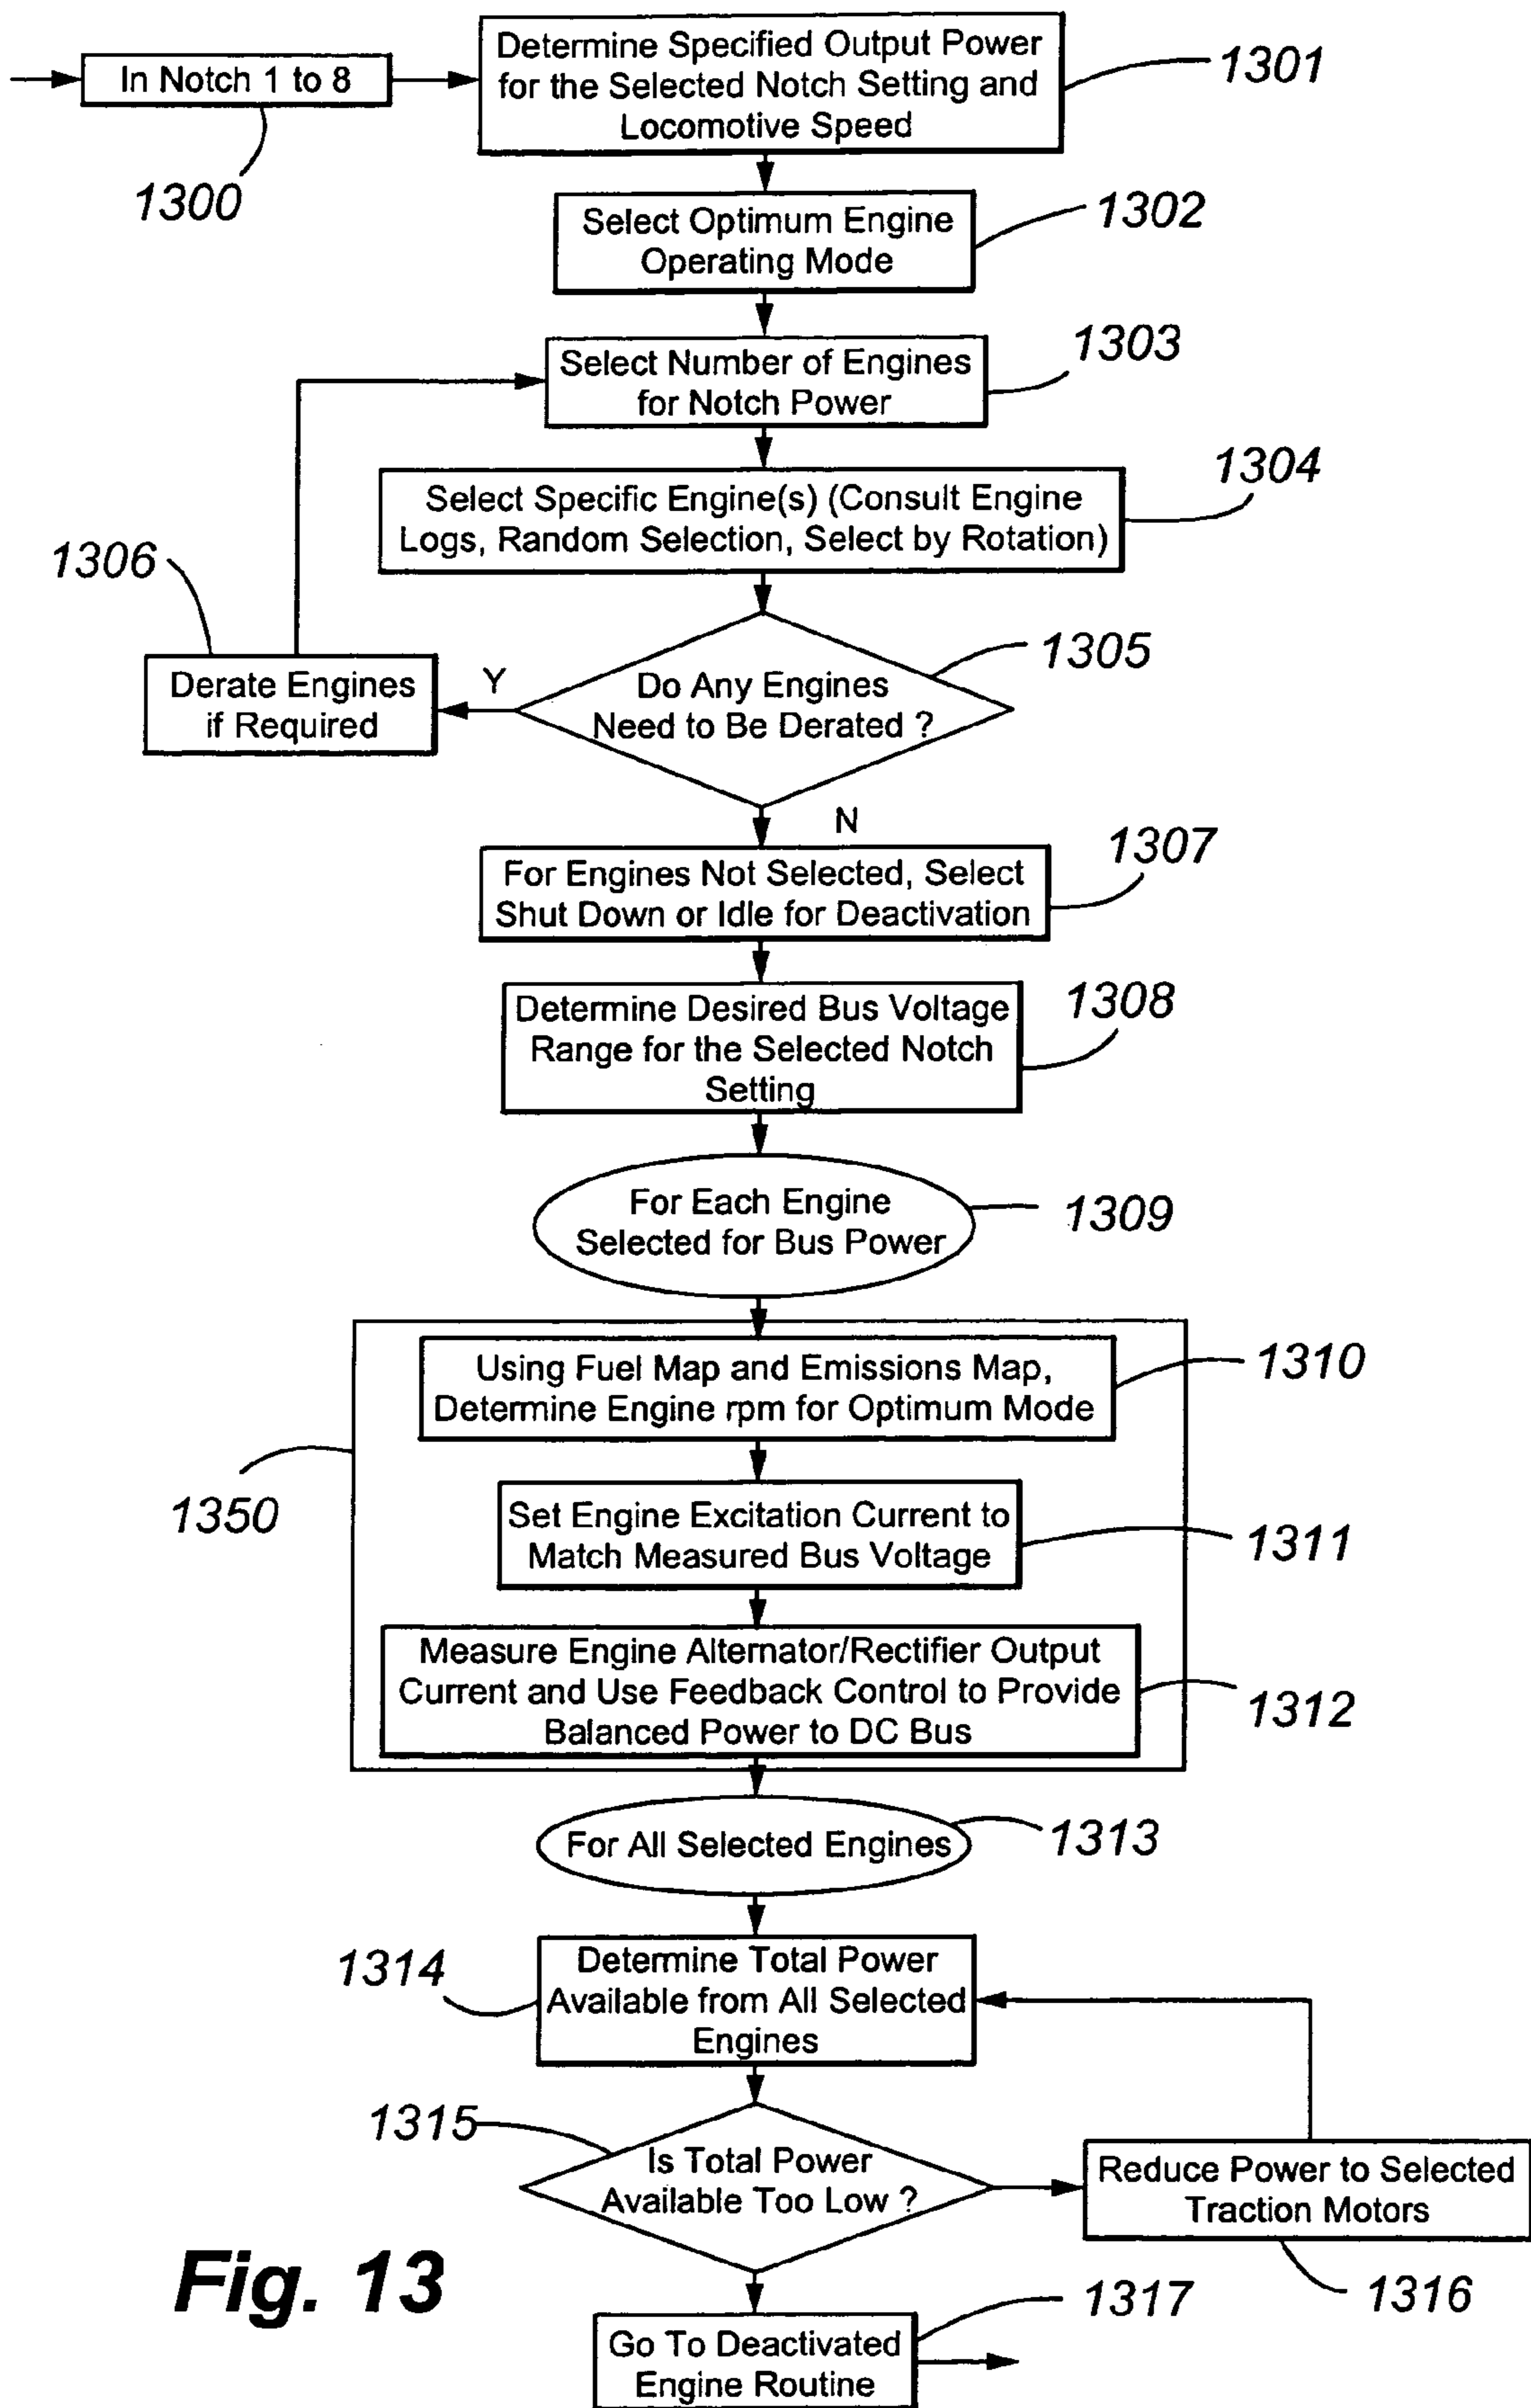 Determine Specified Output Power
for the Selected Notch Setting and
Locomotive Speed
1301
In Notch 1 to 8
1300
Select Optimum Engine
Operating Mode
1302
Select Number of Engines
for Notch Power
1303
Select Specific Engine(s) (Consult Engine
Logs, Random Selection, Select by Rotation)
1304
1306
Derate Engines
if Required
Y
Do Any Engines
Need to Be Derated ?
1305
N
For Engines Not Selected, Select
Shut Down or Idle for Deactivation
1307
Determine Desired Bus Voltage
Range for the Selected Notch
Setting
1308
For Each Engine
Selected for Bus Power
1309
Using Fuel Map and Emissions Map,
Determine Engine rpm for Optimum Mode
1310
1350
Set Engine Excitation Current to
Match Measured Bus Voltage
1311
Measure Engine Alternator/Rectifier Output
Current and Use Feedback Control to Provide
Balanced Power to DC Bus
1312
For All Selected Engines
1313
1314
Determine Total Power
Available from All Selected
Engines
1315
Is Total Power
Available Too Low ?
Reduce Power to Selected
Traction Motors
1316
Fig. 13
Go To Deactivated
Engine Routine
1317